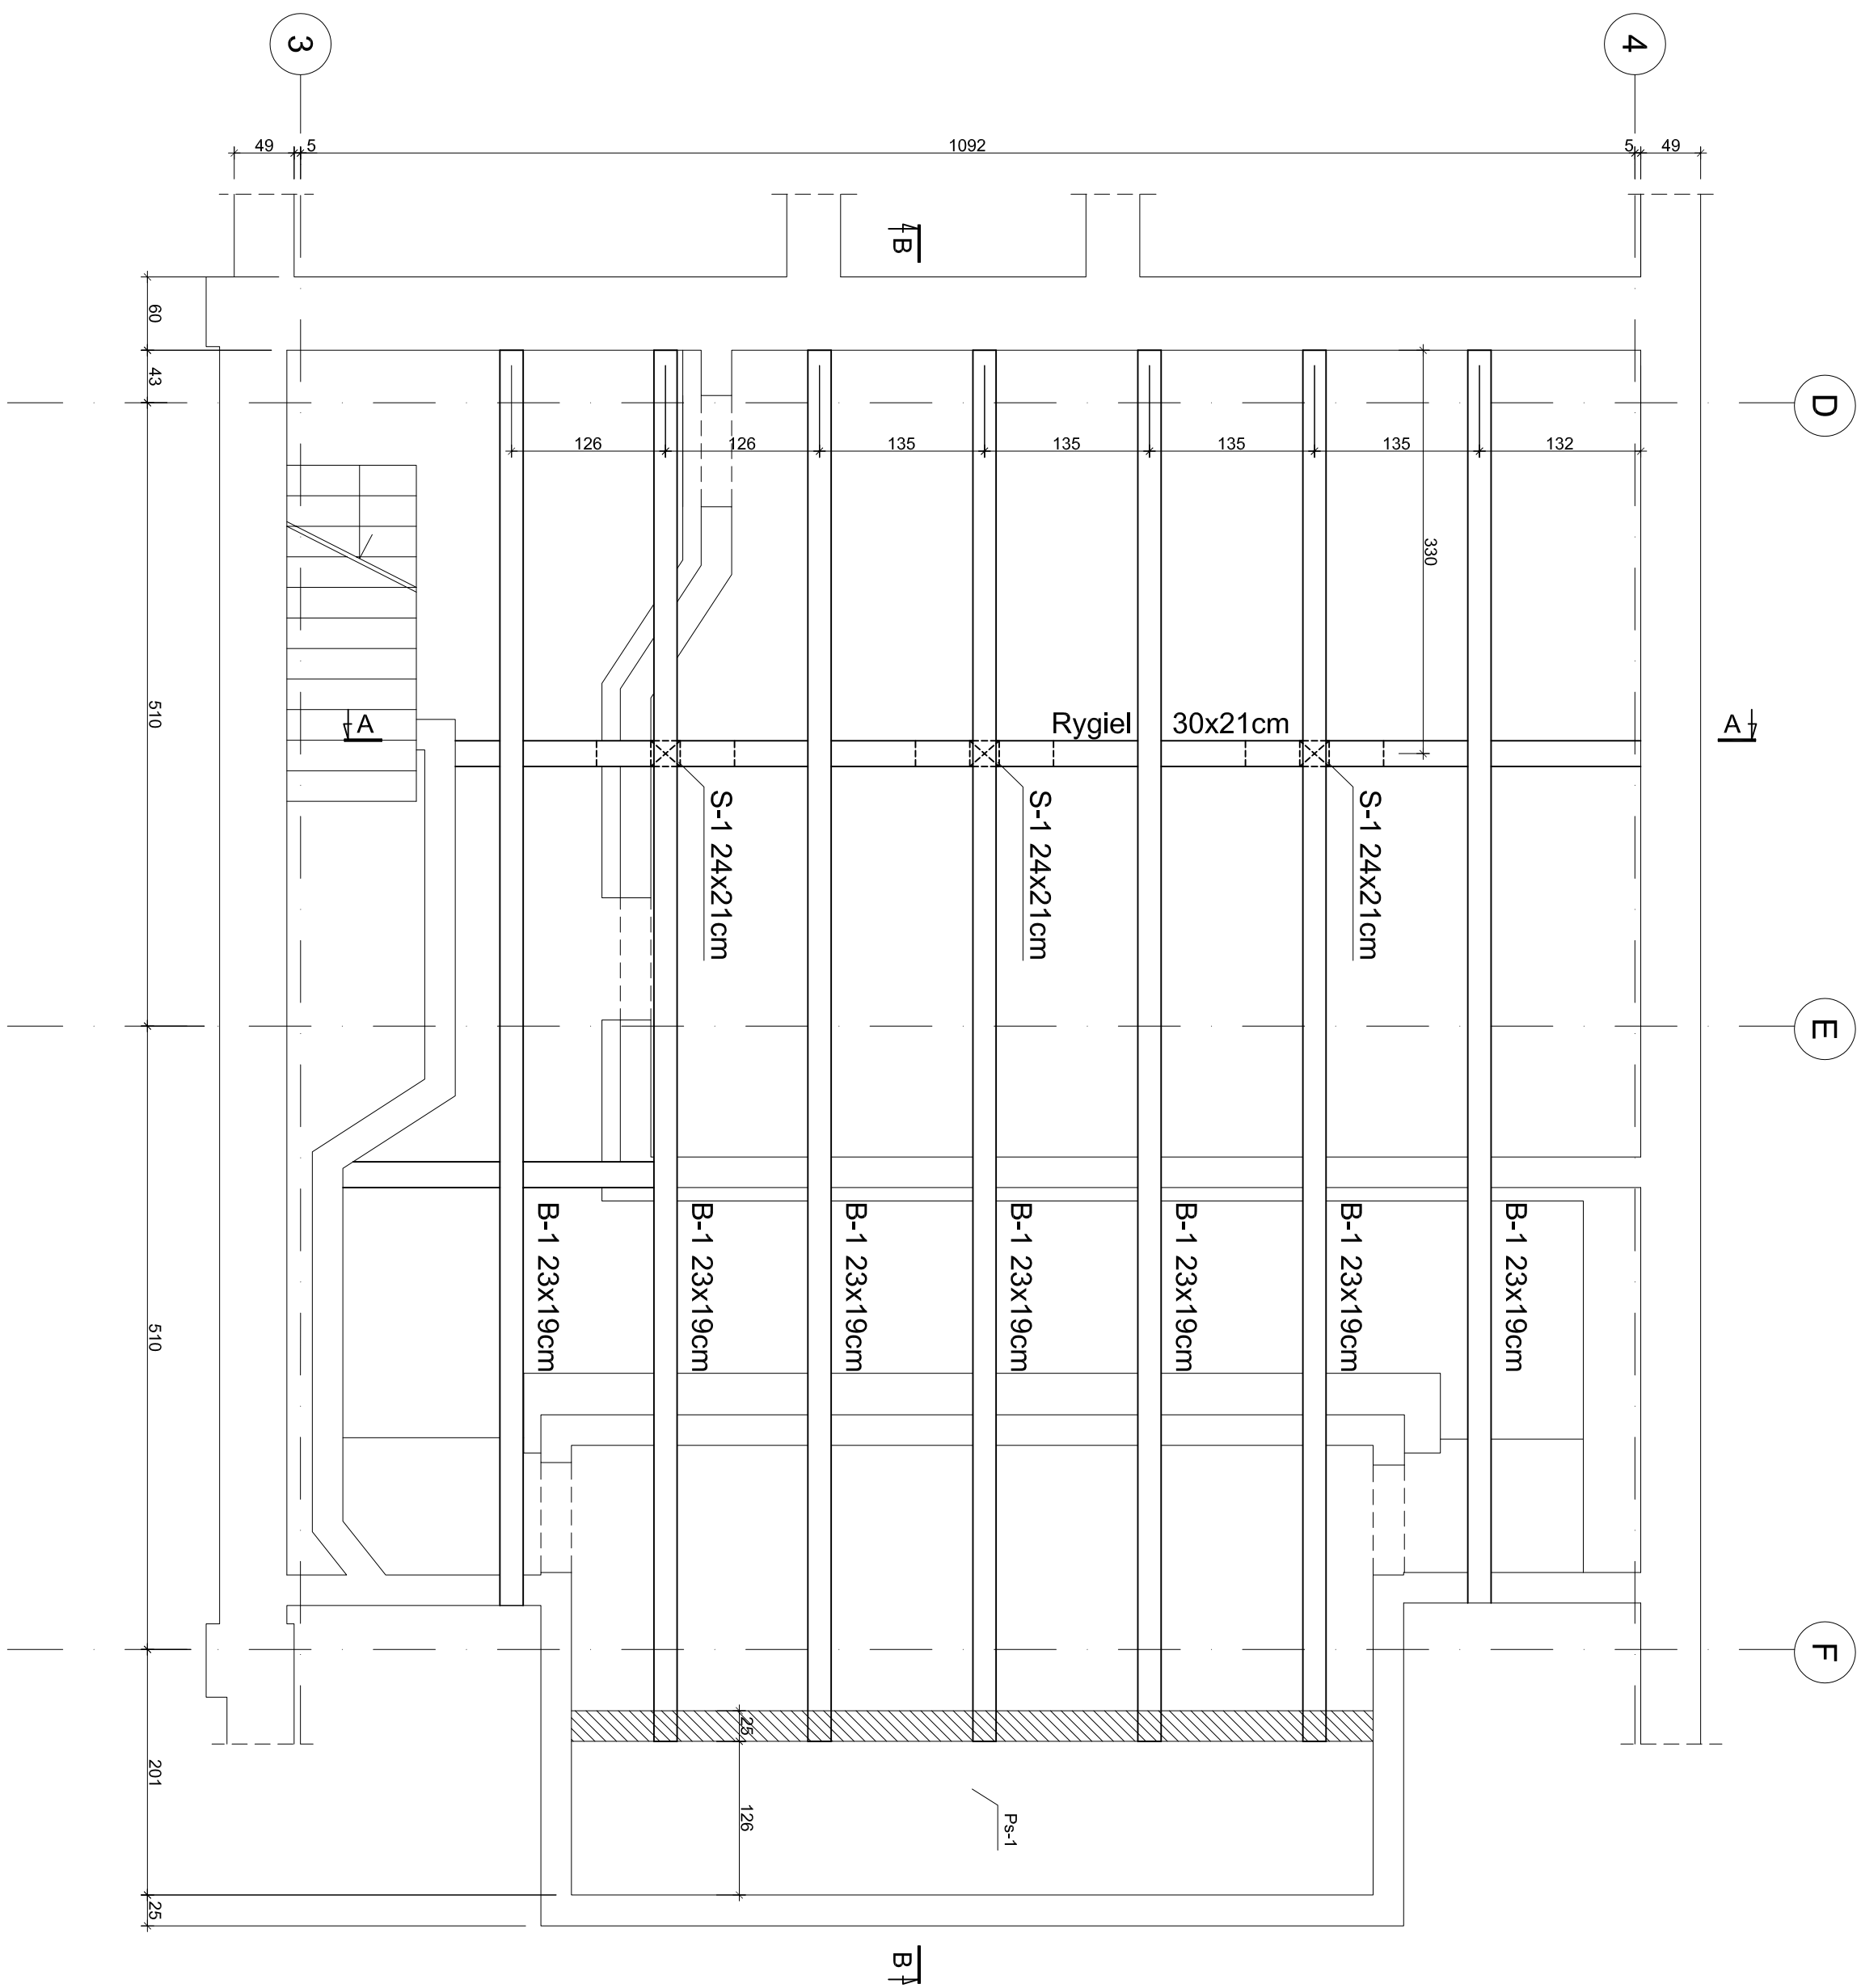 3
4
49
5
1092
5
49
B
60
43
D
126
126
135
135
135
135
132
330
510
A
Rygiel 30x21cm
A
S-1 24x21cm
S-1 24x21cm
S-1 24x21cm
E
B-1 23x19cm
B-1 23x19cm
B-1 23x19cm
B-1 23x19cm
B-1 23x19cm
B-1 23x19cm
B-1 23x19cm
510
F
25
201
126
Ps-1
25
B